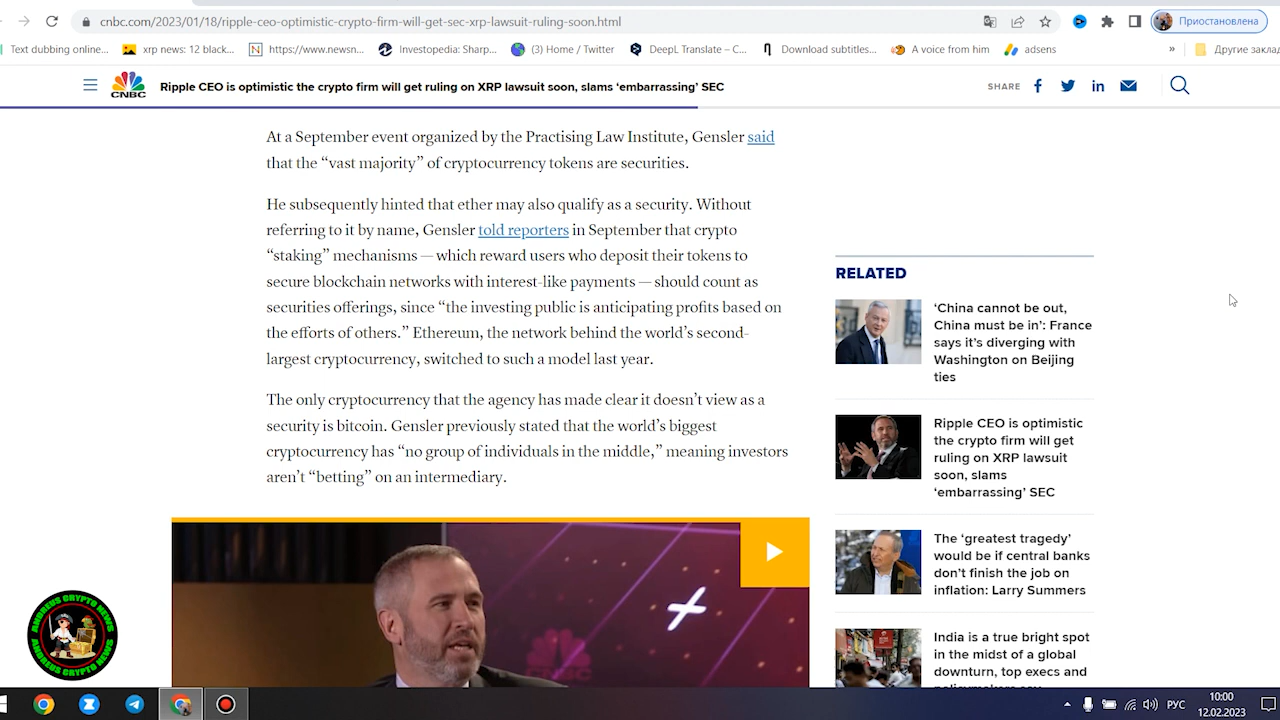 cnbc.com/2023/01/18/ripple-ceo-optimistic-crypto-firm-will-get-sec-xrp-lawsuit-ruling-soon.html
Приостановлена
Text dubbing online...
xrp news: 12 black...
https://www.newsn...
Investopedia: Sharp...
(3) Home / Twitter
DeepL Translate – C...
Download subtitles...
A voice from him
adsens
»
Другие закла
CNBC
Ripple CEO is optimistic the crypto firm will get ruling on XRP lawsuit soon, slams ‘embarrassing’ SEC
SHARE
At a September event organized by the Practising Law Institute, Gensler said
that the “vast majority” of cryptocurrency tokens are securities.
He subsequently hinted that ether may also qualify as a security. Without
referring to it by name, Gensler told reporters in September that crypto
“staking” mechanisms — which reward users who deposit their tokens to
secure blockchain networks with interest-like payments — should count as
securities offerings, since “the investing public is anticipating profits based on
the efforts of others.” Ethereum, the network behind the world’s second-
largest cryptocurrency, switched to such a model last year.
The only cryptocurrency that the agency has made clear it doesn’t view as a
security is bitcoin. Gensler previously stated that the world’s biggest
cryptocurrency has “no group of individuals in the middle,” meaning investors
aren’t “betting” on an intermediary.
RELATED
‘China cannot be out,
China must be in’: France
says it’s diverging with
Washington on Beijing
ties
Ripple CEO is optimistic
the crypto firm will get
ruling on XRP lawsuit
soon, slams
‘embarrassing’ SEC
The ‘greatest tragedy’
would be if central banks
don’t finish the job on
inflation: Larry Summers
India is a true bright spot
in the midst of a global
downturn, top execs and
ANDREUS CRYPTO NEWS
ANDREUS CRYPTO NEWS
РУС
10:00
12.02.2023